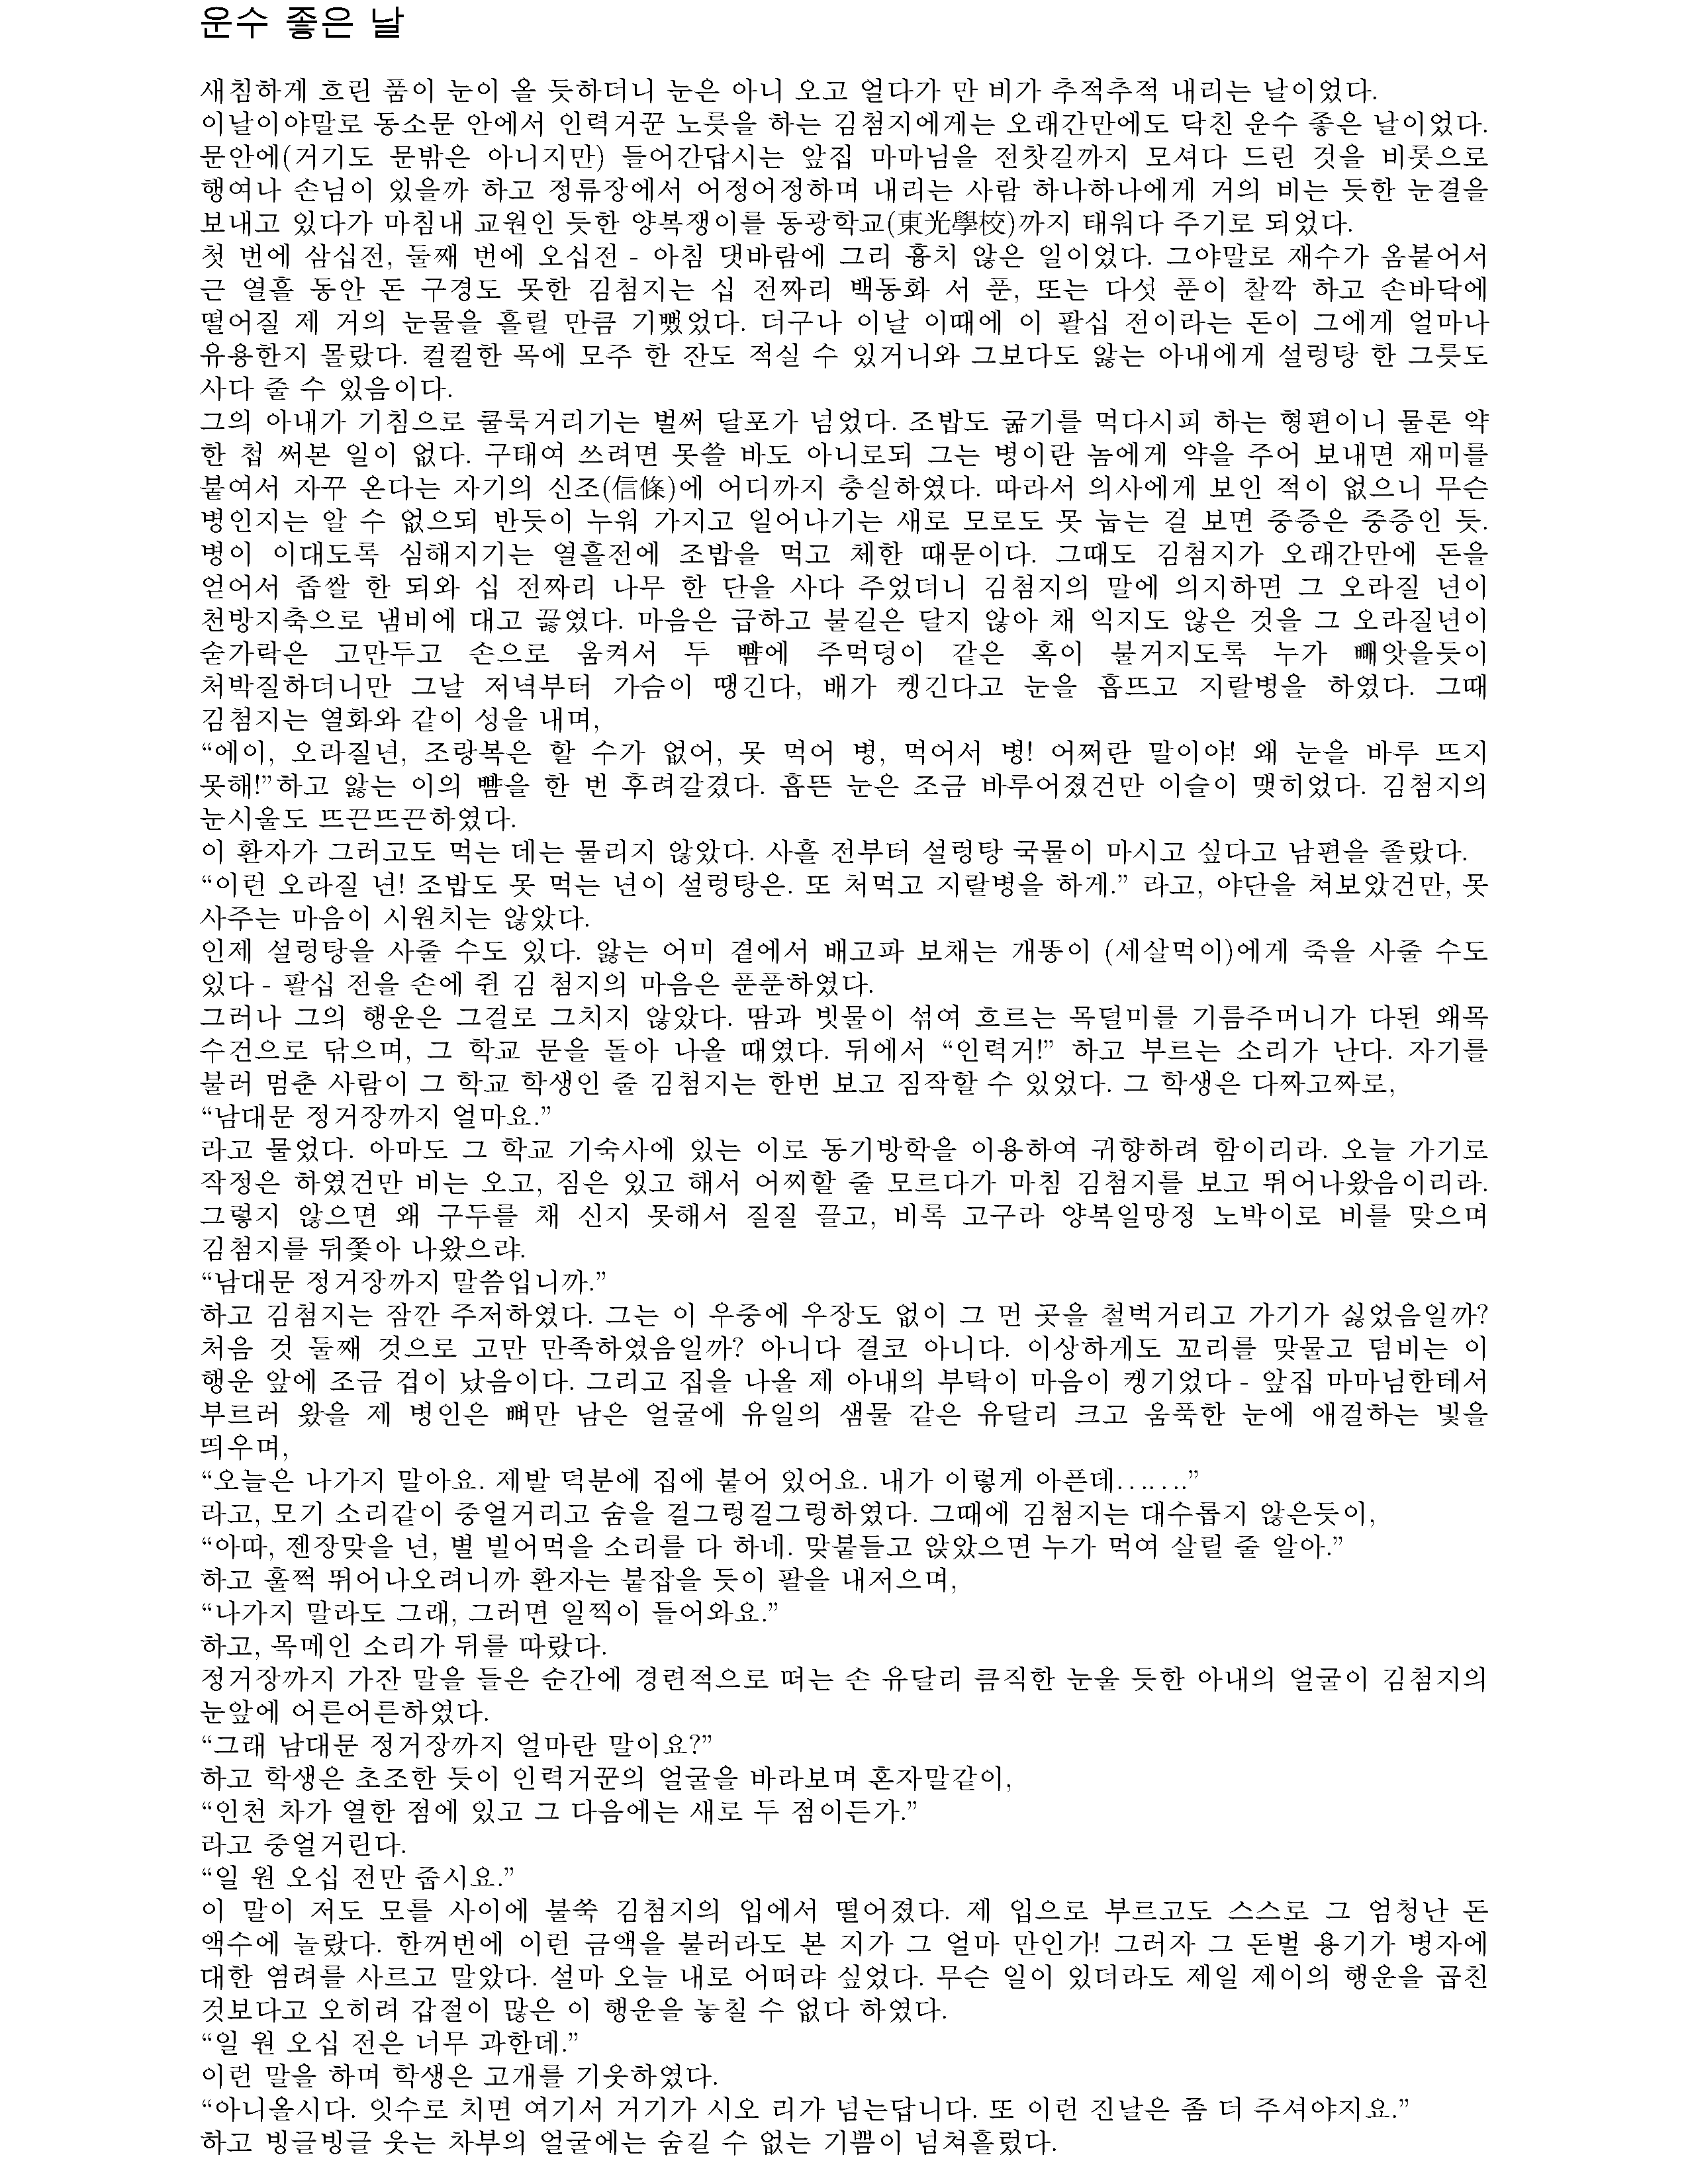 운수 좋은 날
새침하게 흐린 품이 눈이 올 듯하더니 눈은 아니 오고 얼다가 만 비가 추적추적 내리는 날이었다.
이날이야말로 동소문 안에서 인력거꾼 노릇을 하는 김첨지에게는 오래간만에도 닥친 운수 좋은 날이었다.
문안에(거기도 문밖은 아니지만) 들어간답시는 앞집 마마님을 전찻길까지 모셔다 드린 것을 비롯으로
행여나 손님이 있을까 하고 정류장에서 어정어정하며 내리는 사람 하나하나에게 거의 비는 듯한 눈결을
보내고 있다가 마침내 교원인 듯한 양복쟁이를 동광학교(東光學校)까지 태워다 주기로 되었다.
첫 번에 삼십전, 둘째 번에 오십전 - 아침 댓바람에 그리 흉치 않은 일이었다. 그야말로 재수가 옴붙어서
근 열흘 동안 돈 구경도 못한 김첨지는 십 전짜리 백동화 서 푼, 또는 다섯 푼이 찰깍 하고 손바닥에
떨어질 제 거의 눈물을 흘릴 만큼 기뻤었다. 더구나 이날 이때에 이 팔십 전이라는 돈이 그에게 얼마나
유용한지 몰랐다. 컬컬한 목에 모주 한 잔도 적실 수 있거니와 그보다도 앓는 아내에게 설렁탕 한 그릇도
사다 줄 수 있음이다.
그의 아내가 기침으로 쿨룩거리기는 벌써 달포가 넘었다. 조밥도 굶기를 먹다시피 하는 형편이니 물론 약
한 첩 써본 일이 없다. 구태여 쓰려면 못쓸 바도 아니로되 그는 병이란 놈에게 약을 주어 보내면 재미를
붙여서 자꾸 온다는 자기의 신조(信條)에 어디까지 충실하였다. 따라서 의사에게 보인 적이 없으니 무슨
병인지는 알 수 없으되 반듯이 누워 가지고 일어나기는 새로 모로도 못 눕는 걸 보면 중증은 중증인 듯.
병이 이대도록 심해지기는 열흘전에 조밥을 먹고 체한 때문이다. 그때도 김첨지가 오래간만에 돈을
얻어서 좁쌀 한 되와 십 전짜리 나무 한 단을 사다 주었더니 김첨지의 말에 의지하면 그 오라질 년이
천방지축으로 냄비에 대고 끓였다. 마음은 급하고 불길은 달지 않아 채 익지도 않은 것을 그 오라질년이
숟가락은 고만두고 손으로 움켜서 두 뺨에 주먹덩이 같은 혹이 불거지도록 누가 빼앗을듯이
처박질하더니만 그날 저녁부터 가슴이 땡긴다, 배가 켕긴다고 눈을 흡뜨고 지랄병을 하였다. 그때
김첨지는 열화와 같이 성을 내며,
“에이, 오라질년, 조랑복은 할 수가 없어, 못 먹어 병, 먹어서 병! 어쩌란 말이야! 왜 눈을 바루 뜨지
못해!”하고 앓는 이의 뺨을 한 번 후려갈겼다. 흡뜬 눈은 조금 바루어졌건만 이슬이 맺히었다. 김첨지의
눈시울도 뜨끈뜨끈하였다.
이 환자가 그러고도 먹는 데는 물리지 않았다. 사흘 전부터 설렁탕 국물이 마시고 싶다고 남편을 졸랐다.
“이런 오라질 년! 조밥도 못 먹는 년이 설렁탕은. 또 처먹고 지랄병을 하게.” 라고, 야단을 쳐보았건만, 못
사주는 마음이 시원치는 않았다.
인제 설렁탕을 사줄 수도 있다. 앓는 어미 곁에서 배고파 보채는 개똥이 (세살먹이)에게 죽을 사줄 수도
있다 - 팔십 전을 손에 쥔 김 첨지의 마음은 푼푼하였다.
그러나 그의 행운은 그걸로 그치지 않았다. 땀과 빗물이 섞여 흐르는 목덜미를 기름주머니가 다된 왜목
수건으로 닦으며, 그 학교 문을 돌아 나올 때였다. 뒤에서 “인력거!” 하고 부르는 소리가 난다. 자기를
불러 멈춘 사람이 그 학교 학생인 줄 김첨지는 한번 보고 짐작할 수 있었다. 그 학생은 다짜고짜로,
“남대문 정거장까지 얼마요.”
라고 물었다. 아마도 그 학교 기숙사에 있는 이로 동기방학을 이용하여 귀향하려 함이리라. 오늘 가기로
작정은 하였건만 비는 오고, 짐은 있고 해서 어찌할 줄 모르다가 마침 김첨지를 보고 뛰어나왔음이리라.
그렇지 않으면 왜 구두를 채 신지 못해서 질질 끌고, 비록 고구라 양복일망정 노박이로 비를 맞으며
김첨지를 뒤쫓아 나왔으랴.
“남대문 정거장까지 말씀입니까.”
하고 김첨지는 잠깐 주저하였다. 그는 이 우중에 우장도 없이 그 먼 곳을 철벅거리고 가기가 싫었음일까?
처음 것 둘째 것으로 고만 만족하였음일까? 아니다 결코 아니다. 이상하게도 꼬리를 맞물고 덤비는 이
행운 앞에 조금 겁이 났음이다. 그리고 집을 나올 제 아내의 부탁이 마음이 켕기었다 - 앞집 마마님한테서
부르러 왔을 제 병인은 뼈만 남은 얼굴에 유일의 샘물 같은 유달리 크고 움푹한 눈에 애걸하는 빛을
띄우며,
“오늘은 나가지 말아요. 제발 덕분에 집에 붙어 있어요. 내가 이렇게 아픈데…….”
라고, 모기 소리같이 중얼거리고 숨을 걸그렁걸그렁하였다. 그때에 김첨지는 대수롭지 않은듯이,
“아따, 젠장맞을 년, 별 빌어먹을 소리를 다 하네. 맞붙들고 앉았으면 누가 먹여 살릴 줄 알아.”
하고 훌쩍 뛰어나오려니까 환자는 붙잡을 듯이 팔을 내저으며,
“나가지 말라도 그래, 그러면 일찍이 들어와요.”
하고, 목메인 소리가 뒤를 따랐다.
정거장까지 가잔 말을 들은 순간에 경련적으로 떠는 손 유달리 큼직한 눈울 듯한 아내의 얼굴이 김첨지의
눈앞에 어른어른하였다.
“그래 남대문 정거장까지 얼마란 말이요?”
하고 학생은 초조한 듯이 인력거꾼의 얼굴을 바라보며 혼자말같이,
“인천 차가 열한 점에 있고 그 다음에는 새로 두 점이든가.”
라고 중얼거린다.
“일 원 오십 전만 줍시요.”
이 말이 저도 모를 사이에 불쑥 김첨지의 입에서 떨어졌다. 제 입으로 부르고도 스스로 그 엄청난 돈
액수에 놀랐다. 한꺼번에 이런 금액을 불러라도 본 지가 그 얼마 만인가! 그러자 그 돈벌 용기가 병자에
대한 염려를 사르고 말았다. 설마 오늘 내로 어떠랴 싶었다. 무슨 일이 있더라도 제일 제이의 행운을 곱친
것보다고 오히려 갑절이 많은 이 행운을 놓칠 수 없다 하였다.
“일 원 오십 전은 너무 과한데.”
이런 말을 하며 학생은 고개를 기웃하였다.
“아니올시다. 잇수로 치면 여기서 거기가 시오 리가 넘는답니다. 또 이런 진날은 좀 더 주셔야지요.”
하고 빙글빙글 웃는 차부의 얼굴에는 숨길 수 없는 기쁨이 넘쳐흘렀다.